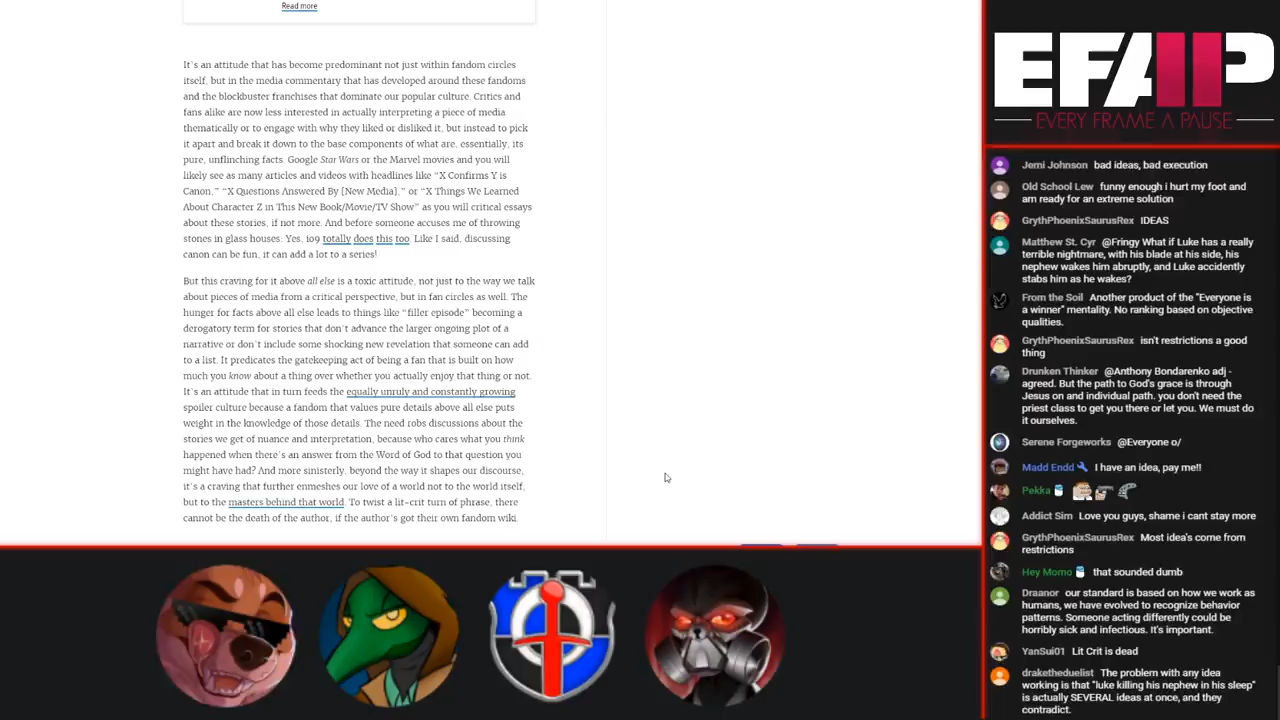 Read more
It's an attitude that has become predominant not just within fandom circles
itself, but in the media commentary that has developed around these fandoms
and the blockbuster franchises that dominate our popular culture. Critics and
fans alike are now less interested in actually interpreting a piece of media
thematically or to engage with why they liked or disliked it, but instead to pick
it apart and break it down to the base components of what are, essentially, its
pure, unflinching facts. Google Star Wars or the Marvel movies and you will
likely see as many articles and videos with headlines like “X Confirms Y is
Canon,” “X Questions Answered By [New Media],” or “X Things We Learned
About Character Z in This New Book/Movie/TV Show” as you will critical essays
about these stories, if not more. And before someone accuses me of throwing
stones in glass houses: Yes, io9 totally does this too. Like I said, discussing
canon can be fun, it can add a lot to a series!
But this craving for it above all else is a toxic attitude, not just to the way we talk
about pieces of media from a critical perspective, but in fan circles as well. The
hunger for facts above all else leads to things like “filler episode” becoming a
derogatory term for stories that don't advance the larger ongoing plot of a
narrative or don't include some shocking new revelation that someone can add
to a list. It predicates the gatekeeping act of being a fan that is built on how
much you know about a thing over whether you actually enjoy that thing or not.
It's an attitude that in turn feeds the equally unruly and constantly growing
spoiler culture because a fandom that values pure details above all else puts
weight in the knowledge of those details. The need robs discussions about the
stories we get of nuance and interpretation, because who cares what you think
happened when there's an answer from the Word of God to that question you
might have had? And more sinisterly, beyond the way it shapes our discourse,
it's a craving that further enmeshes our love of a world not to the world itself,
but to the masters behind that world. To twist a lit-crit turn of phrase, there
cannot be the death of the author, if the author's got their own fandom wiki.
EFAP
EVERY FRAME A PAUSE
Jemi Johnson bad ideas, bad execution
Old School Lew funny enough i hurt my foot and
am ready for an extreme solution
GrythPhoenixSaurusRex IDEAS
Matthew St. Cyr @Fringy What if Luke has a really
terrible nightmare, with his blade at his side, his
nephew wakes him abruptly, and Luke accidently
stabs him as he wakes?
From the Soil Another product of the "Everyone is
a winner" mentality. No ranking based on objective
qualities.
GrythPhoenixSaurusRex isn't restrictions a good
thing
Drunken Thinker @Anthony Bondarenko adj -
agreed. But the path to God's grace is through
Jesus on and individual path. you don't need the
priest class to get you there or let you. We must do
it ourselves.
Serene Forgeworks @Everyone o/
Madd Endd I have an idea, pay me!!
Pekka
Addict Sim Love you guys, shame i cant stay more
GrythPhoenixSaurusRex Most idea's come from
restrictions
Hey Momo that sounded dumb
Draanor our standard is based on how we work as
humans, we have evolved to recognize behavior
patterns. Someone acting differently could be
horribly sick and infectious. It's important.
YanSui01 Lit Crit is dead
draketheduelist The problem with any idea
working is that "luke killing his nephew in his sleep"
is actually SEVERAL ideas at once, and they
contradict.